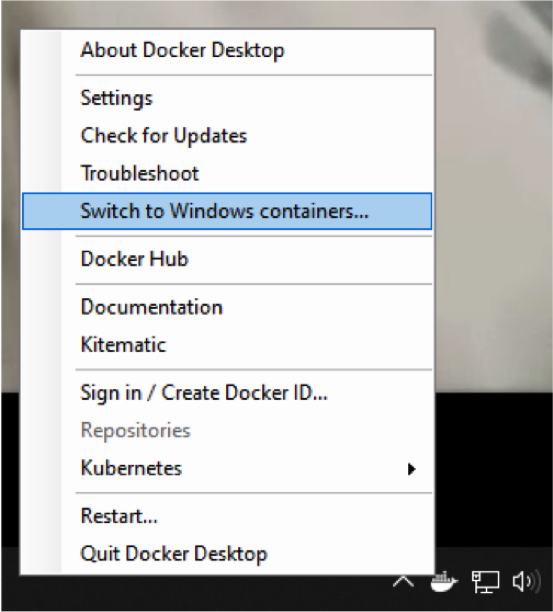 About Docker Desktop
Settings
Check for Updates
Troubleshoot
Switch to Windows containers...
Docker Hub
Documentation
Kitematic
Sign in / Create Docker ID...
Repositories
Kubernetes
Restart...
Quit Docker Desktop